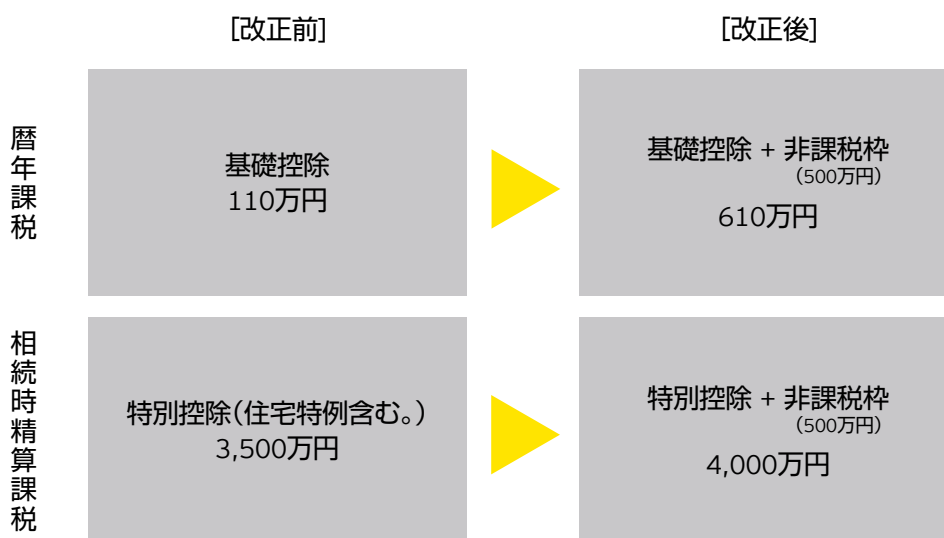 [改正前]
[改正後]
暦年課税
基礎控除
110万円
基礎控除 + 非課税枠
(500万円)
610万円
相続時精算課税
特別控除(住宅特例含む。)
3,500万円
特別控除 + 非課税枠
(500万円)
4,000万円